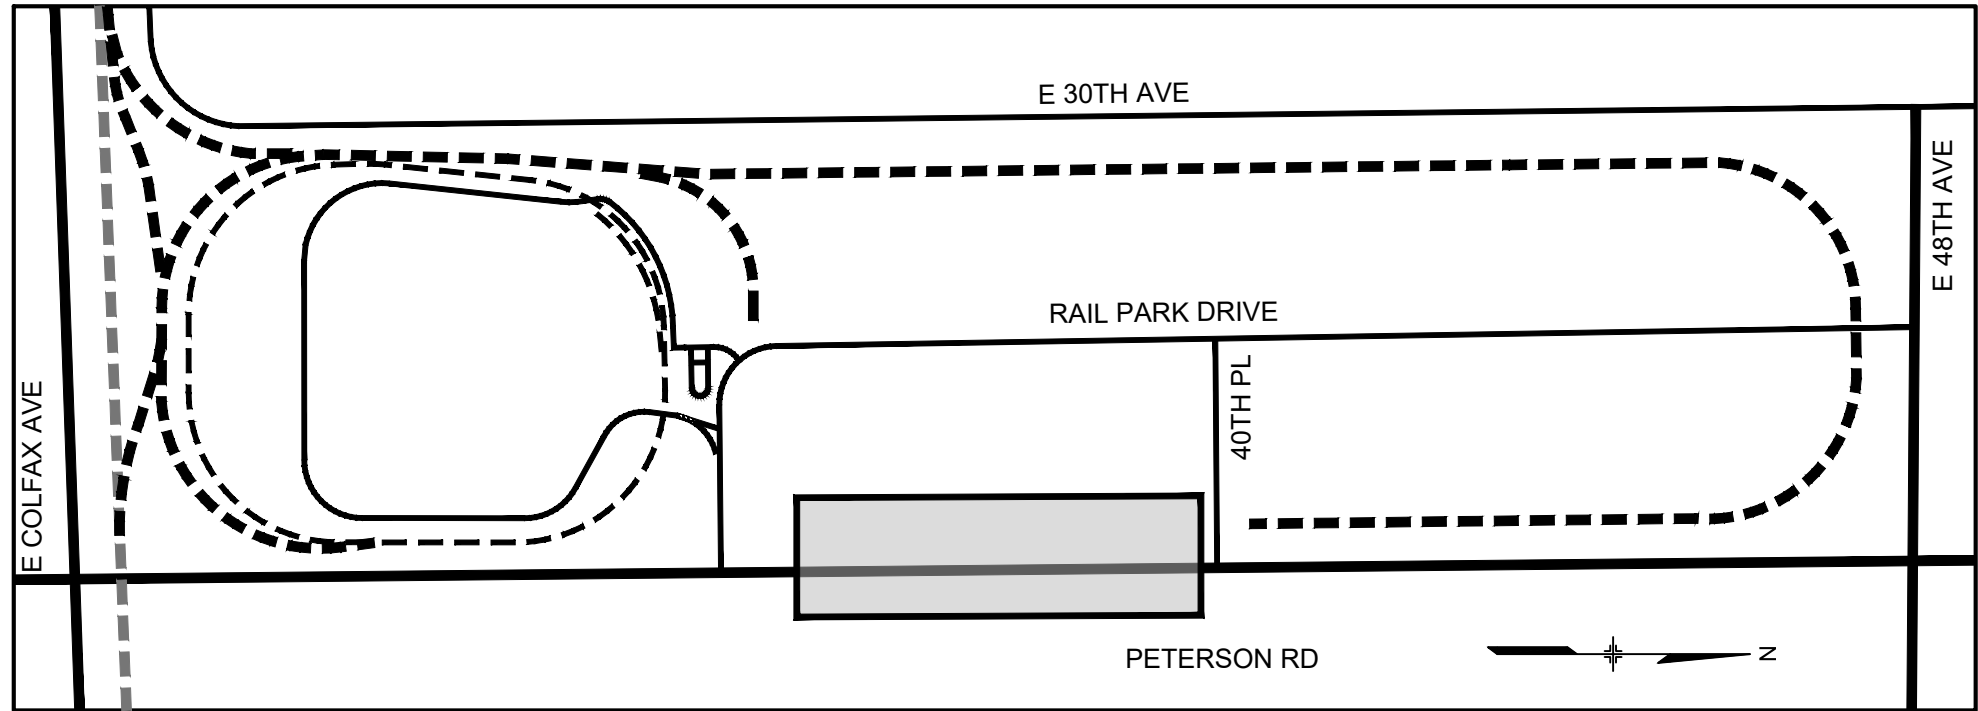 E 30TH AVE
E 48TH AVE
RAIL PARK DRIVE
40TH PL
E COLFAX AVE
PETERSON RD
N